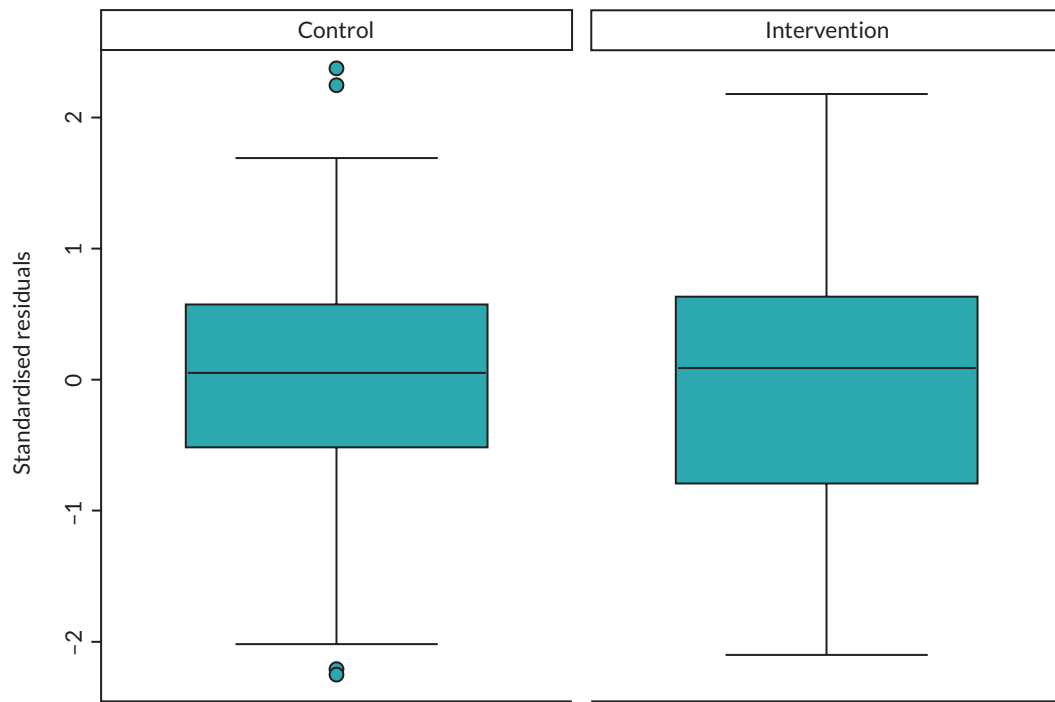 Control
Intervention
Standardised residuals
2
1
0
−1
−2